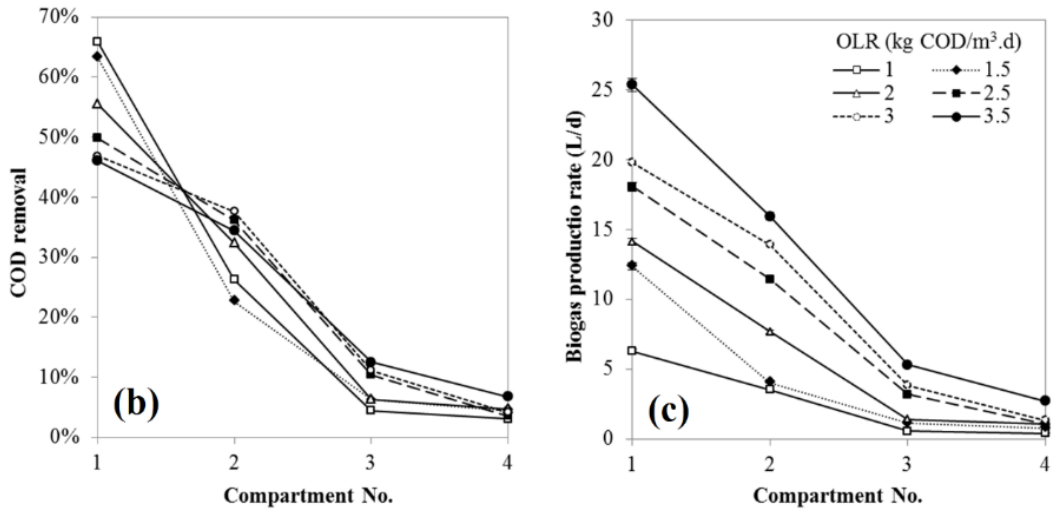 70%
60%
50%
40%
30%
20%
10%
0%
COD removal
(b)
1 2 3 4
Compartment No.
30
25
20
15
10
5
0
Biogas productio rate (L/d)
OLR (kg COD/m³.d)
1 1.5
2 2.5
3 3.5
(c)
1 2 3 4
Compartment No.